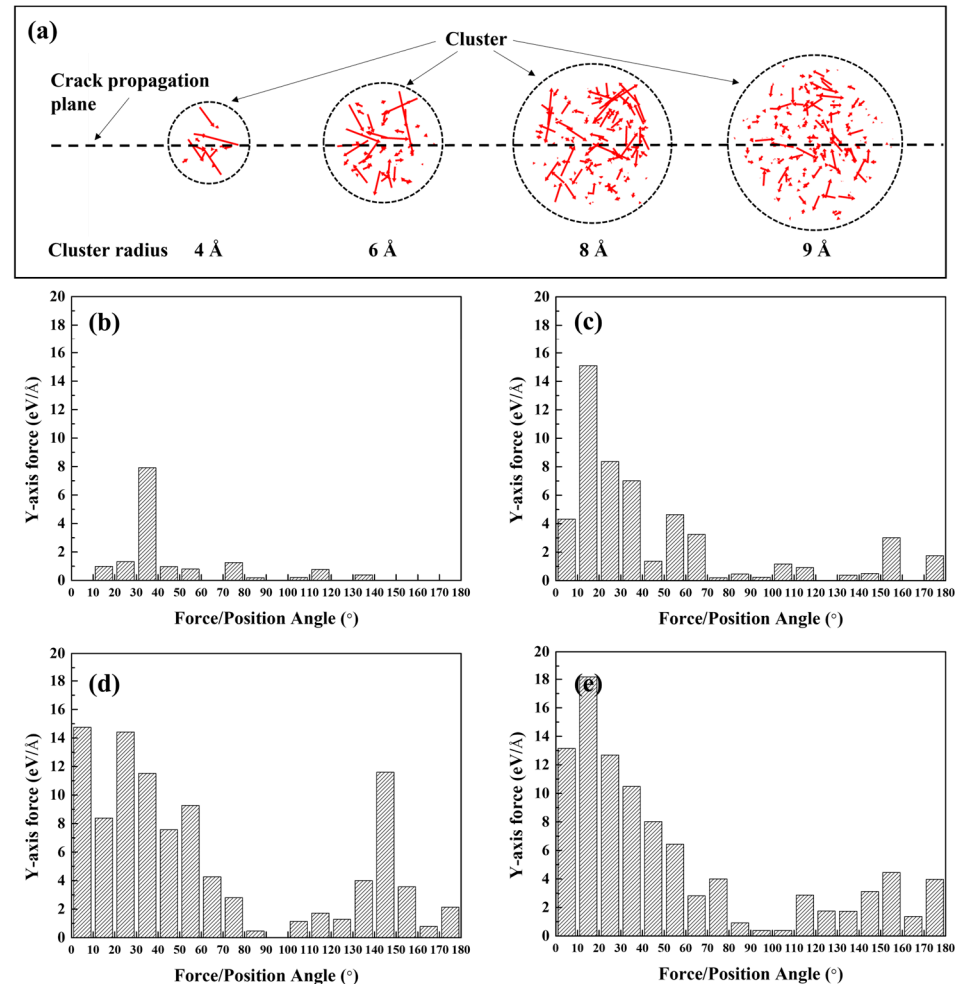 (a)
Cluster
Crack propagation
plane
Cluster radius 4 Å 6 Å 8 Å 9 Å
(b)
Y-axis force (eV/Å)
20
18
16
14
12
10
8
6
4
2
0
0 10 20 30 40 50 60 70 80 90 100 110 120 130 140 150 160 170 180
Force/Position Angle (°)
(c)
Y-axis force (eV/Å)
20
18
16
14
12
10
8
6
4
2
0
0 10 20 30 40 50 60 70 80 90 100 110 120 130 140 150 160 170 180
Force/Position Angle (°)
(d)
Y-axis force (eV/Å)
20
18
16
14
12
10
8
6
4
2
0
0 10 20 30 40 50 60 70 80 90 100 110 120 130 140 150 160 170 180
Force/Position Angle (°)
(e)
Y-axis force (eV/Å)
20
18
16
14
12
10
8
6
4
2
0
0 10 20 30 40 50 60 70 80 90 100 110 120 130 140 150 160 170 180
Force/Position Angle (°)